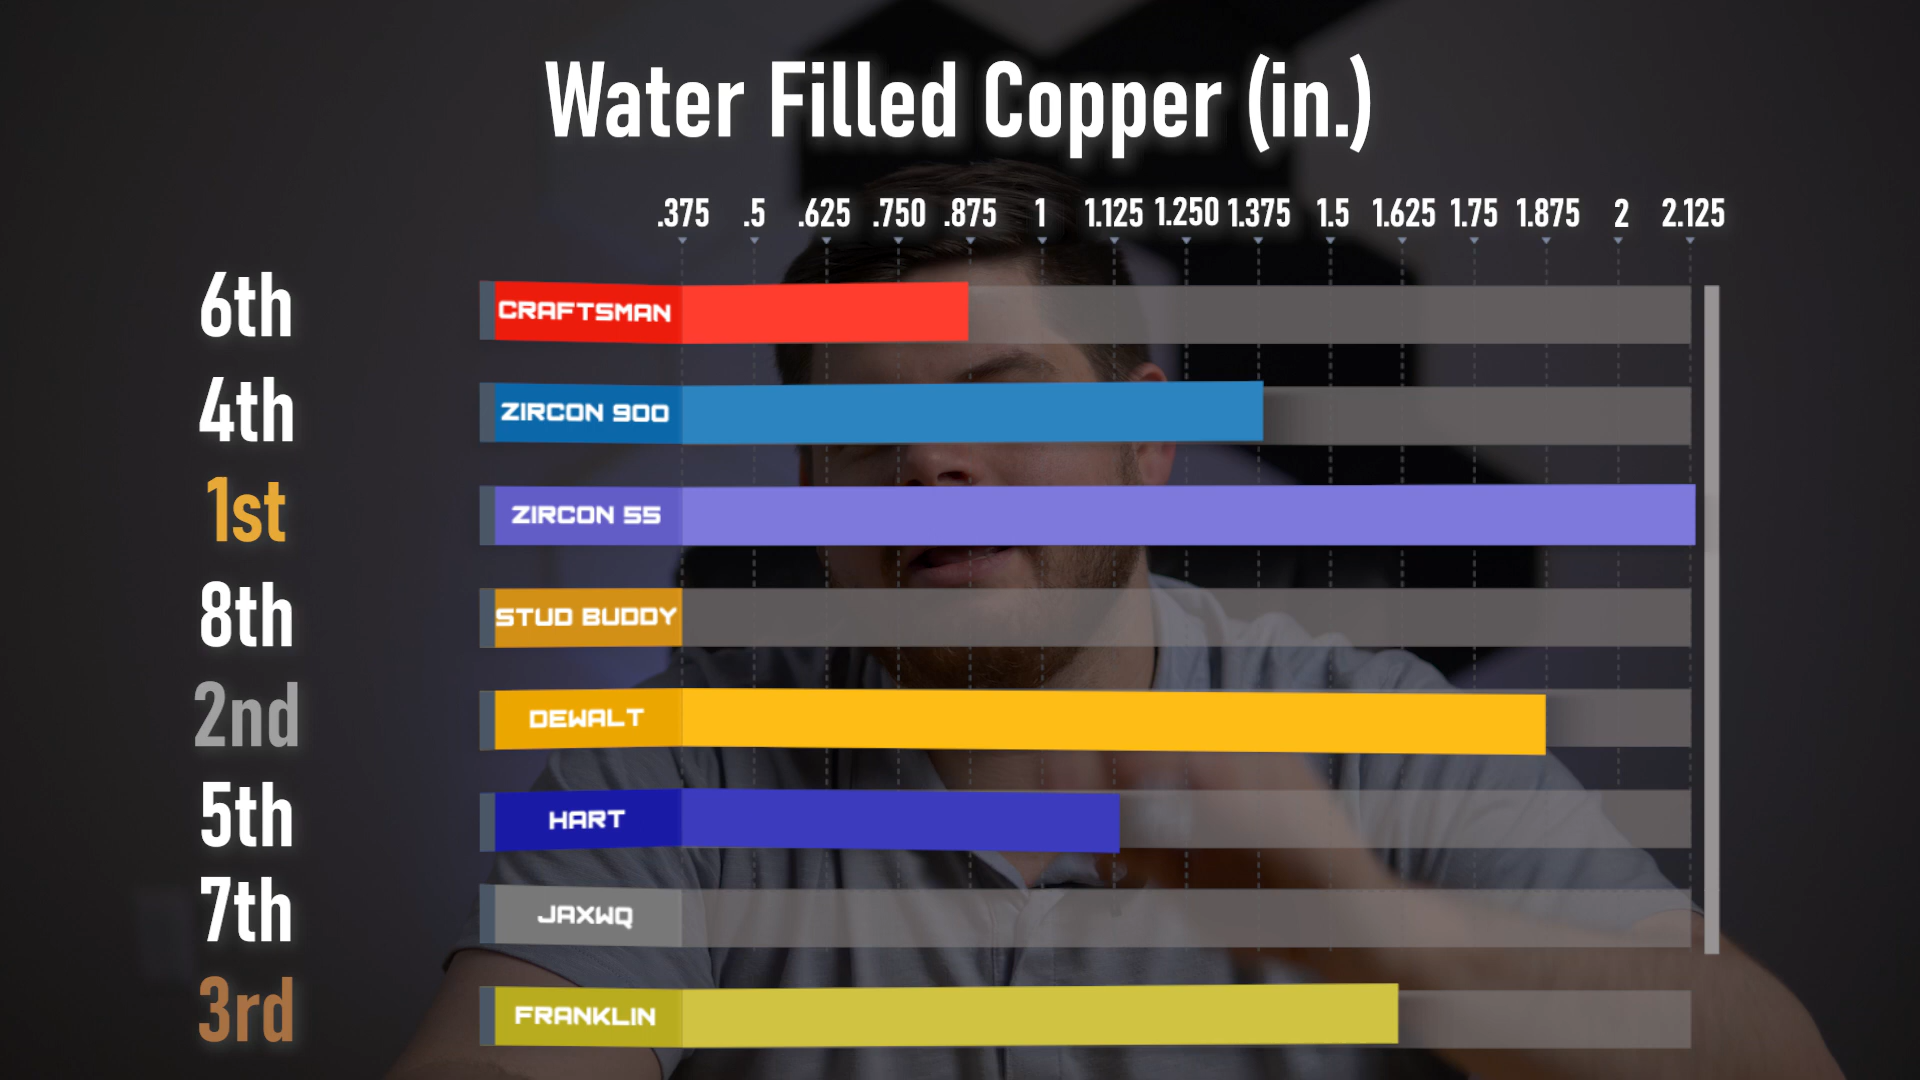 Water Filled Copper (in.)
.375 .5 .625 .750 .875 1 1.125 1.250 1.375 1.5 1.625 1.75 1.875 2 2.125
6th CRAFTSMAN
4th ZIRCON 900
1st ZIRCON 55
8th STUD BUDDY
2nd DEWALT
5th HART
7th JAXWQ
3rd FRANKLIN